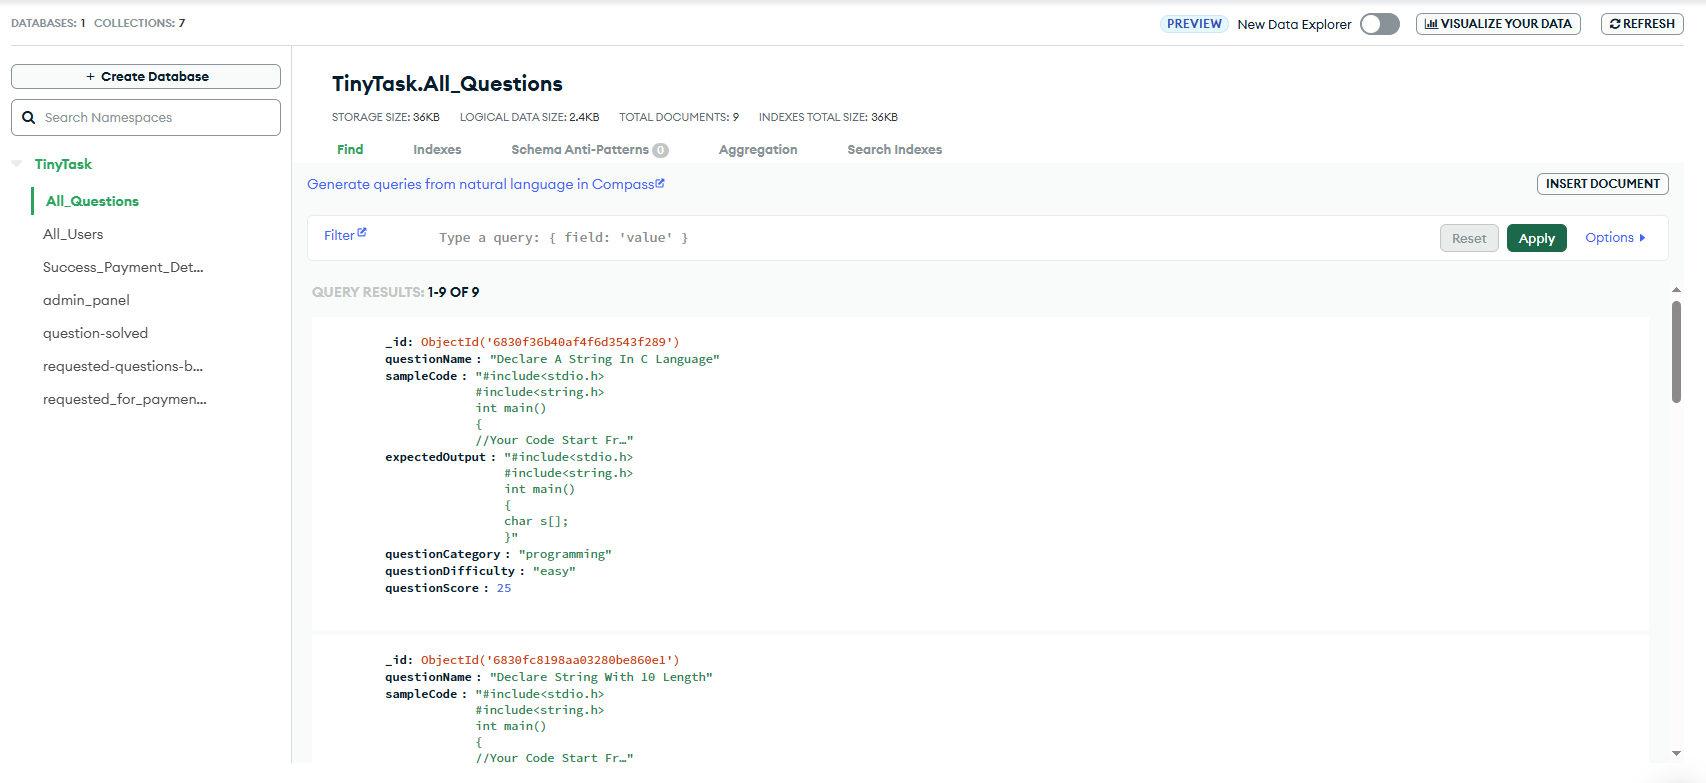 DATABASES: 1 COLLECTIONS: 7
PREVIEW New Data Explorer VISUALIZE YOUR DATA REFRESH
+ Create Database
Search Namespaces
TinyTask
All_Questions
All_Users
Success_Payment_Det...
admin_panel
question-solved
requested-questions-b...
requested_for_paymen...
TinyTask.All_Questions
STORAGE SIZE: 36KB LOGICAL DATA SIZE: 2.4KB TOTAL DOCUMENTS: 9 INDEXES TOTAL SIZE: 36KB
Find Indexes Schema Anti-Patterns 0 Aggregation Search Indexes
Generate queries from natural language in Compass
INSERT DOCUMENT
Filter Type a query: { field: 'value' } Reset Apply Options
QUERY RESULTS: 1-9 OF 9
_id: ObjectId('6830f36b40af4f6d3543f289')
questionName : "Declare A String In C Language"
sampleCode : "#include<stdio.h>
#include<string.h>
int main()
{
//Your Code Start Fr…"
expectedOutput : "#include<stdio.h>
#include<string.h>
int main()
{
char s[];
}"
questionCategory : "programming"
questionDifficulty : "easy"
questionScore : 25
_id: ObjectId('6830fc8198aa03280be860e1')
questionName : "Declare String With 10 Length"
sampleCode : "#include<stdio.h>
#include<string.h>
int main()
{
//Your Code Start Fr…"